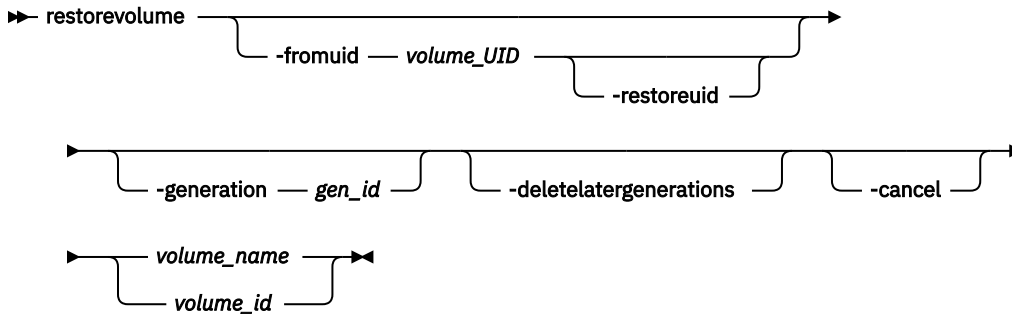 restorevolume
-fromuid volume_UID
-restoreuid
-generation gen_id -deletelatergenerations -cancel
volume_name
volume_id